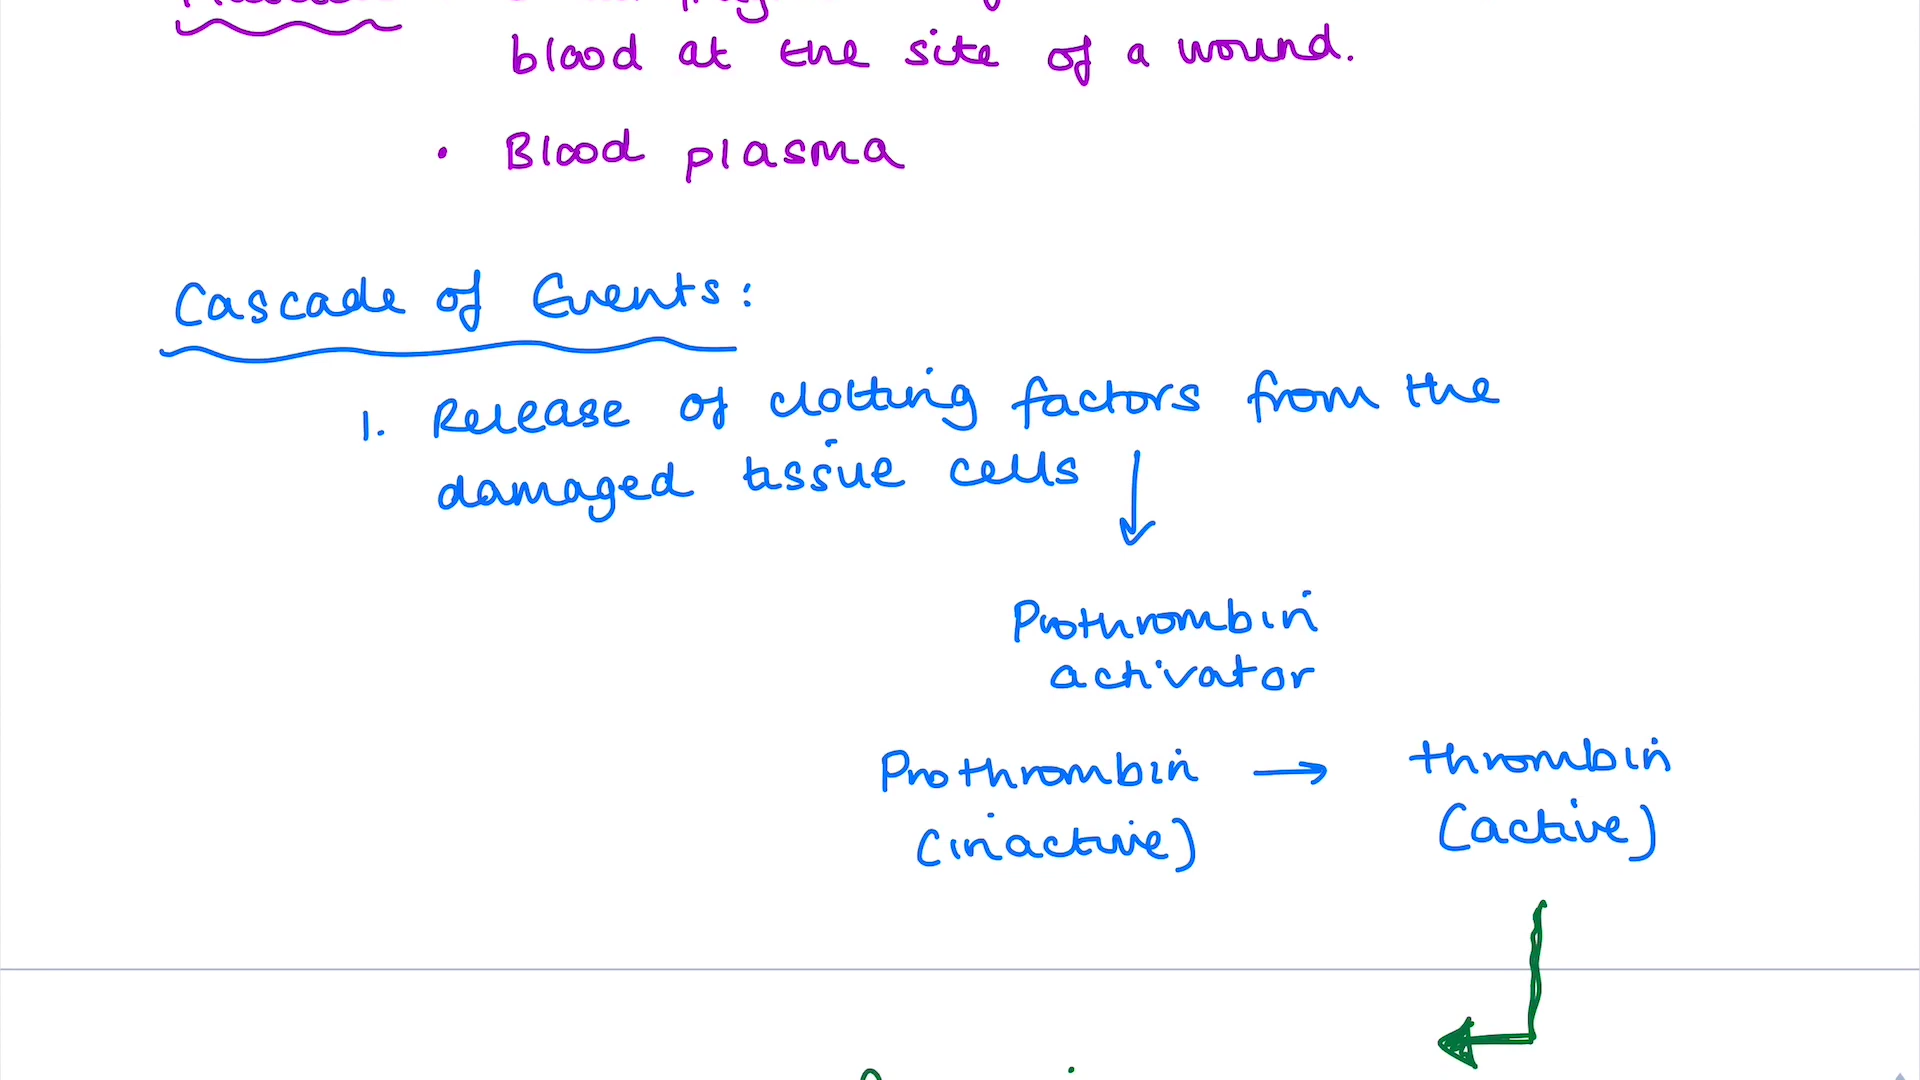 blood at the site of a wound.
• Blood plasma
Cascade of Events:
1. Release of clotting factors from the
damaged tissue cells
Prothrombin
activator
Prothrombin → thrombin
(inactive) (active)